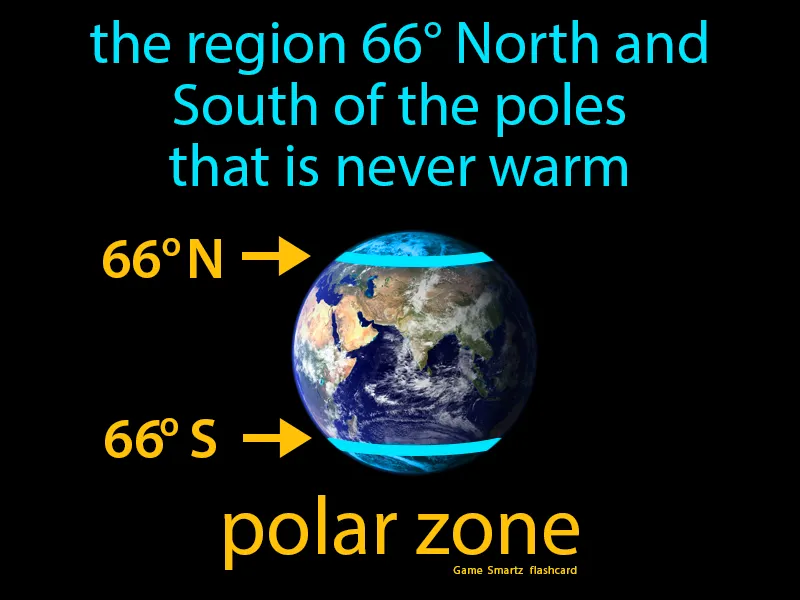 the region 66° North and
South of the poles
that is never warm
66° N
66° S
polar zone
Game Smartz flashcard